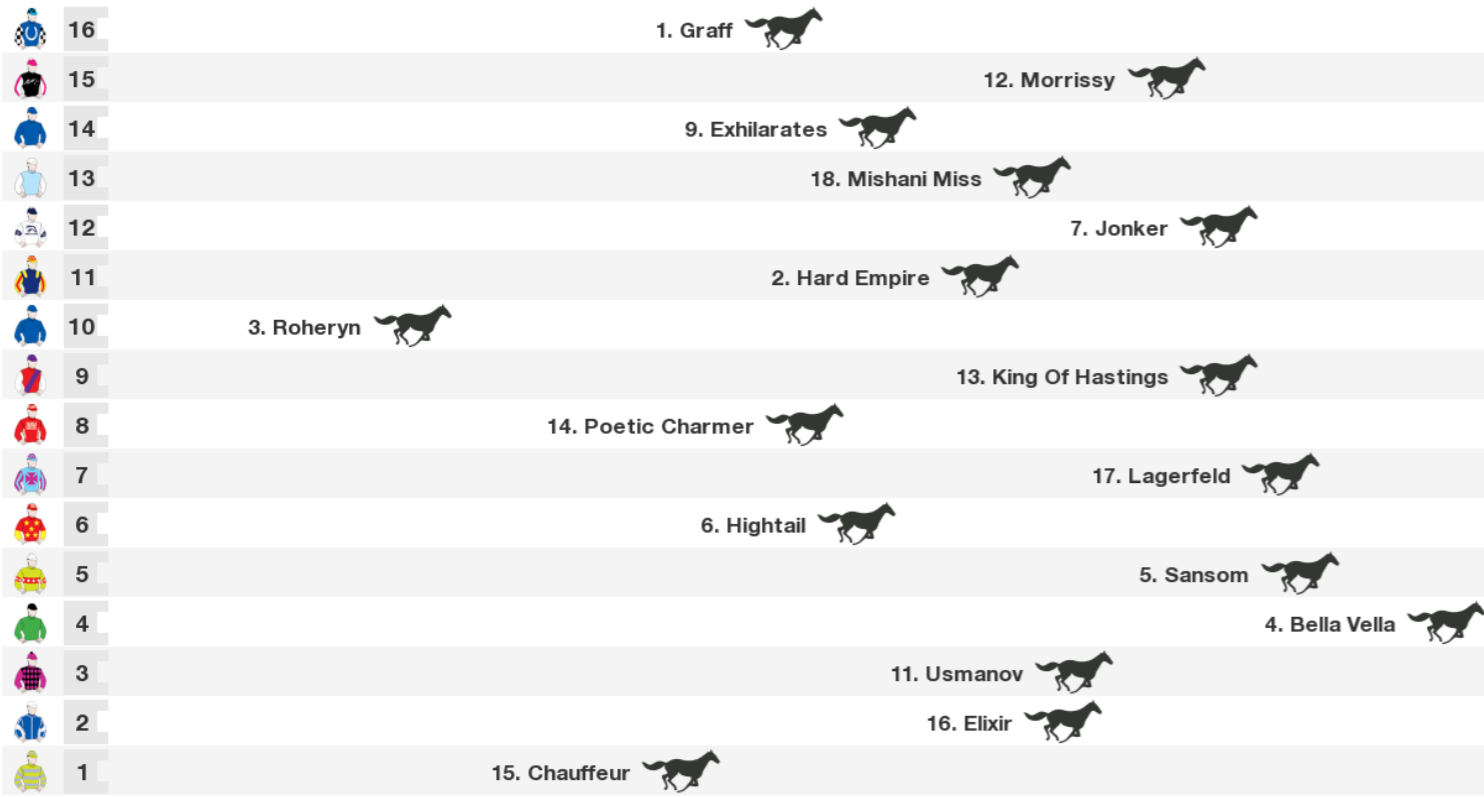 16 1. Graff
15 12. Morrissy
14 9. Exhilarates
13 18. Mishani Miss
12 7. Jonker
11 2. Hard Empire
10 3. Roheryn
9 13. King Of Hastings
8 14. Poetic Charmer
7 17. Lagerfeld
6 6. Hightail
5 5. Sansom
4 4. Bella Vella
3 11. Usmanov
2 16. Elixir
1 15. Chauffeur